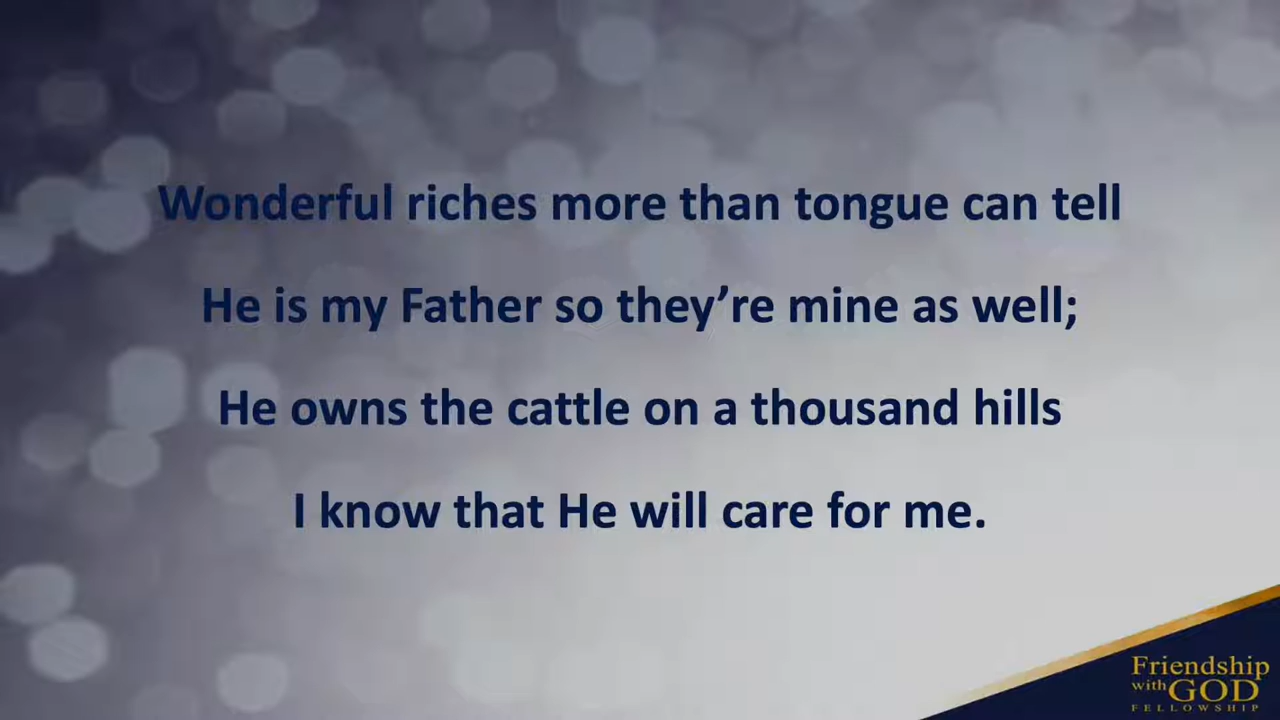 Wonderful riches more than tongue can tell
He is my Father so they’re mine as well;
He owns the cattle on a thousand hills
I know that He will care for me.
Friendship
with GOD
FELLOWSHIP